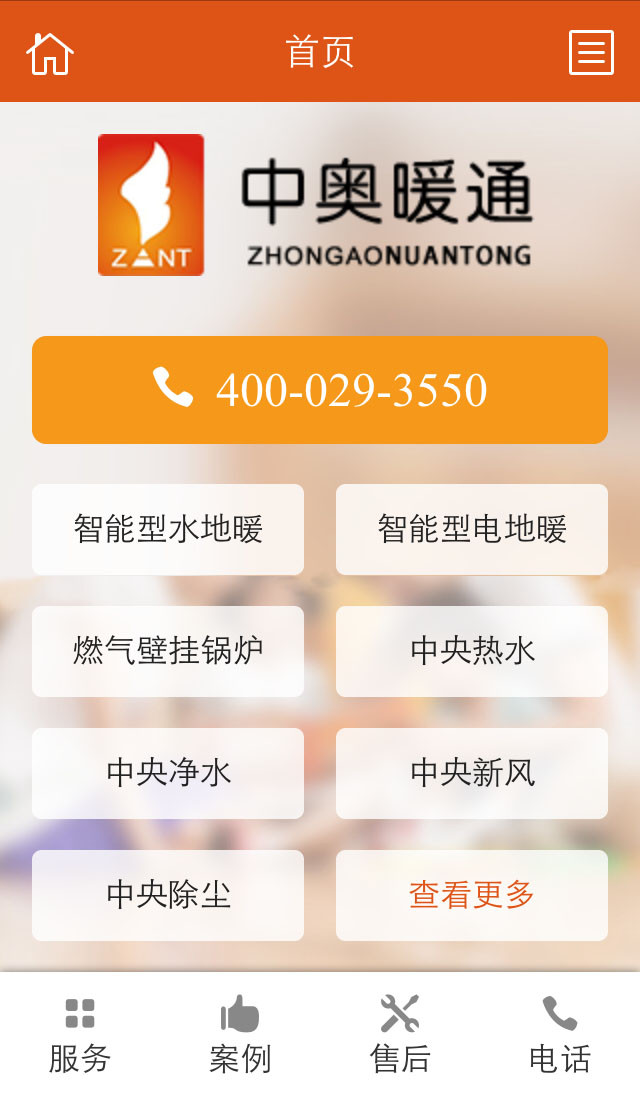 首页
ZANT
中奥暖通
ZHONGAONUANTONG
400-029-3550
智能型水地暖
智能型电地暖
燃气壁挂锅炉
中央热水
中央净水
中央新风
中央除尘
查看更多
服务
案例
售后
电话